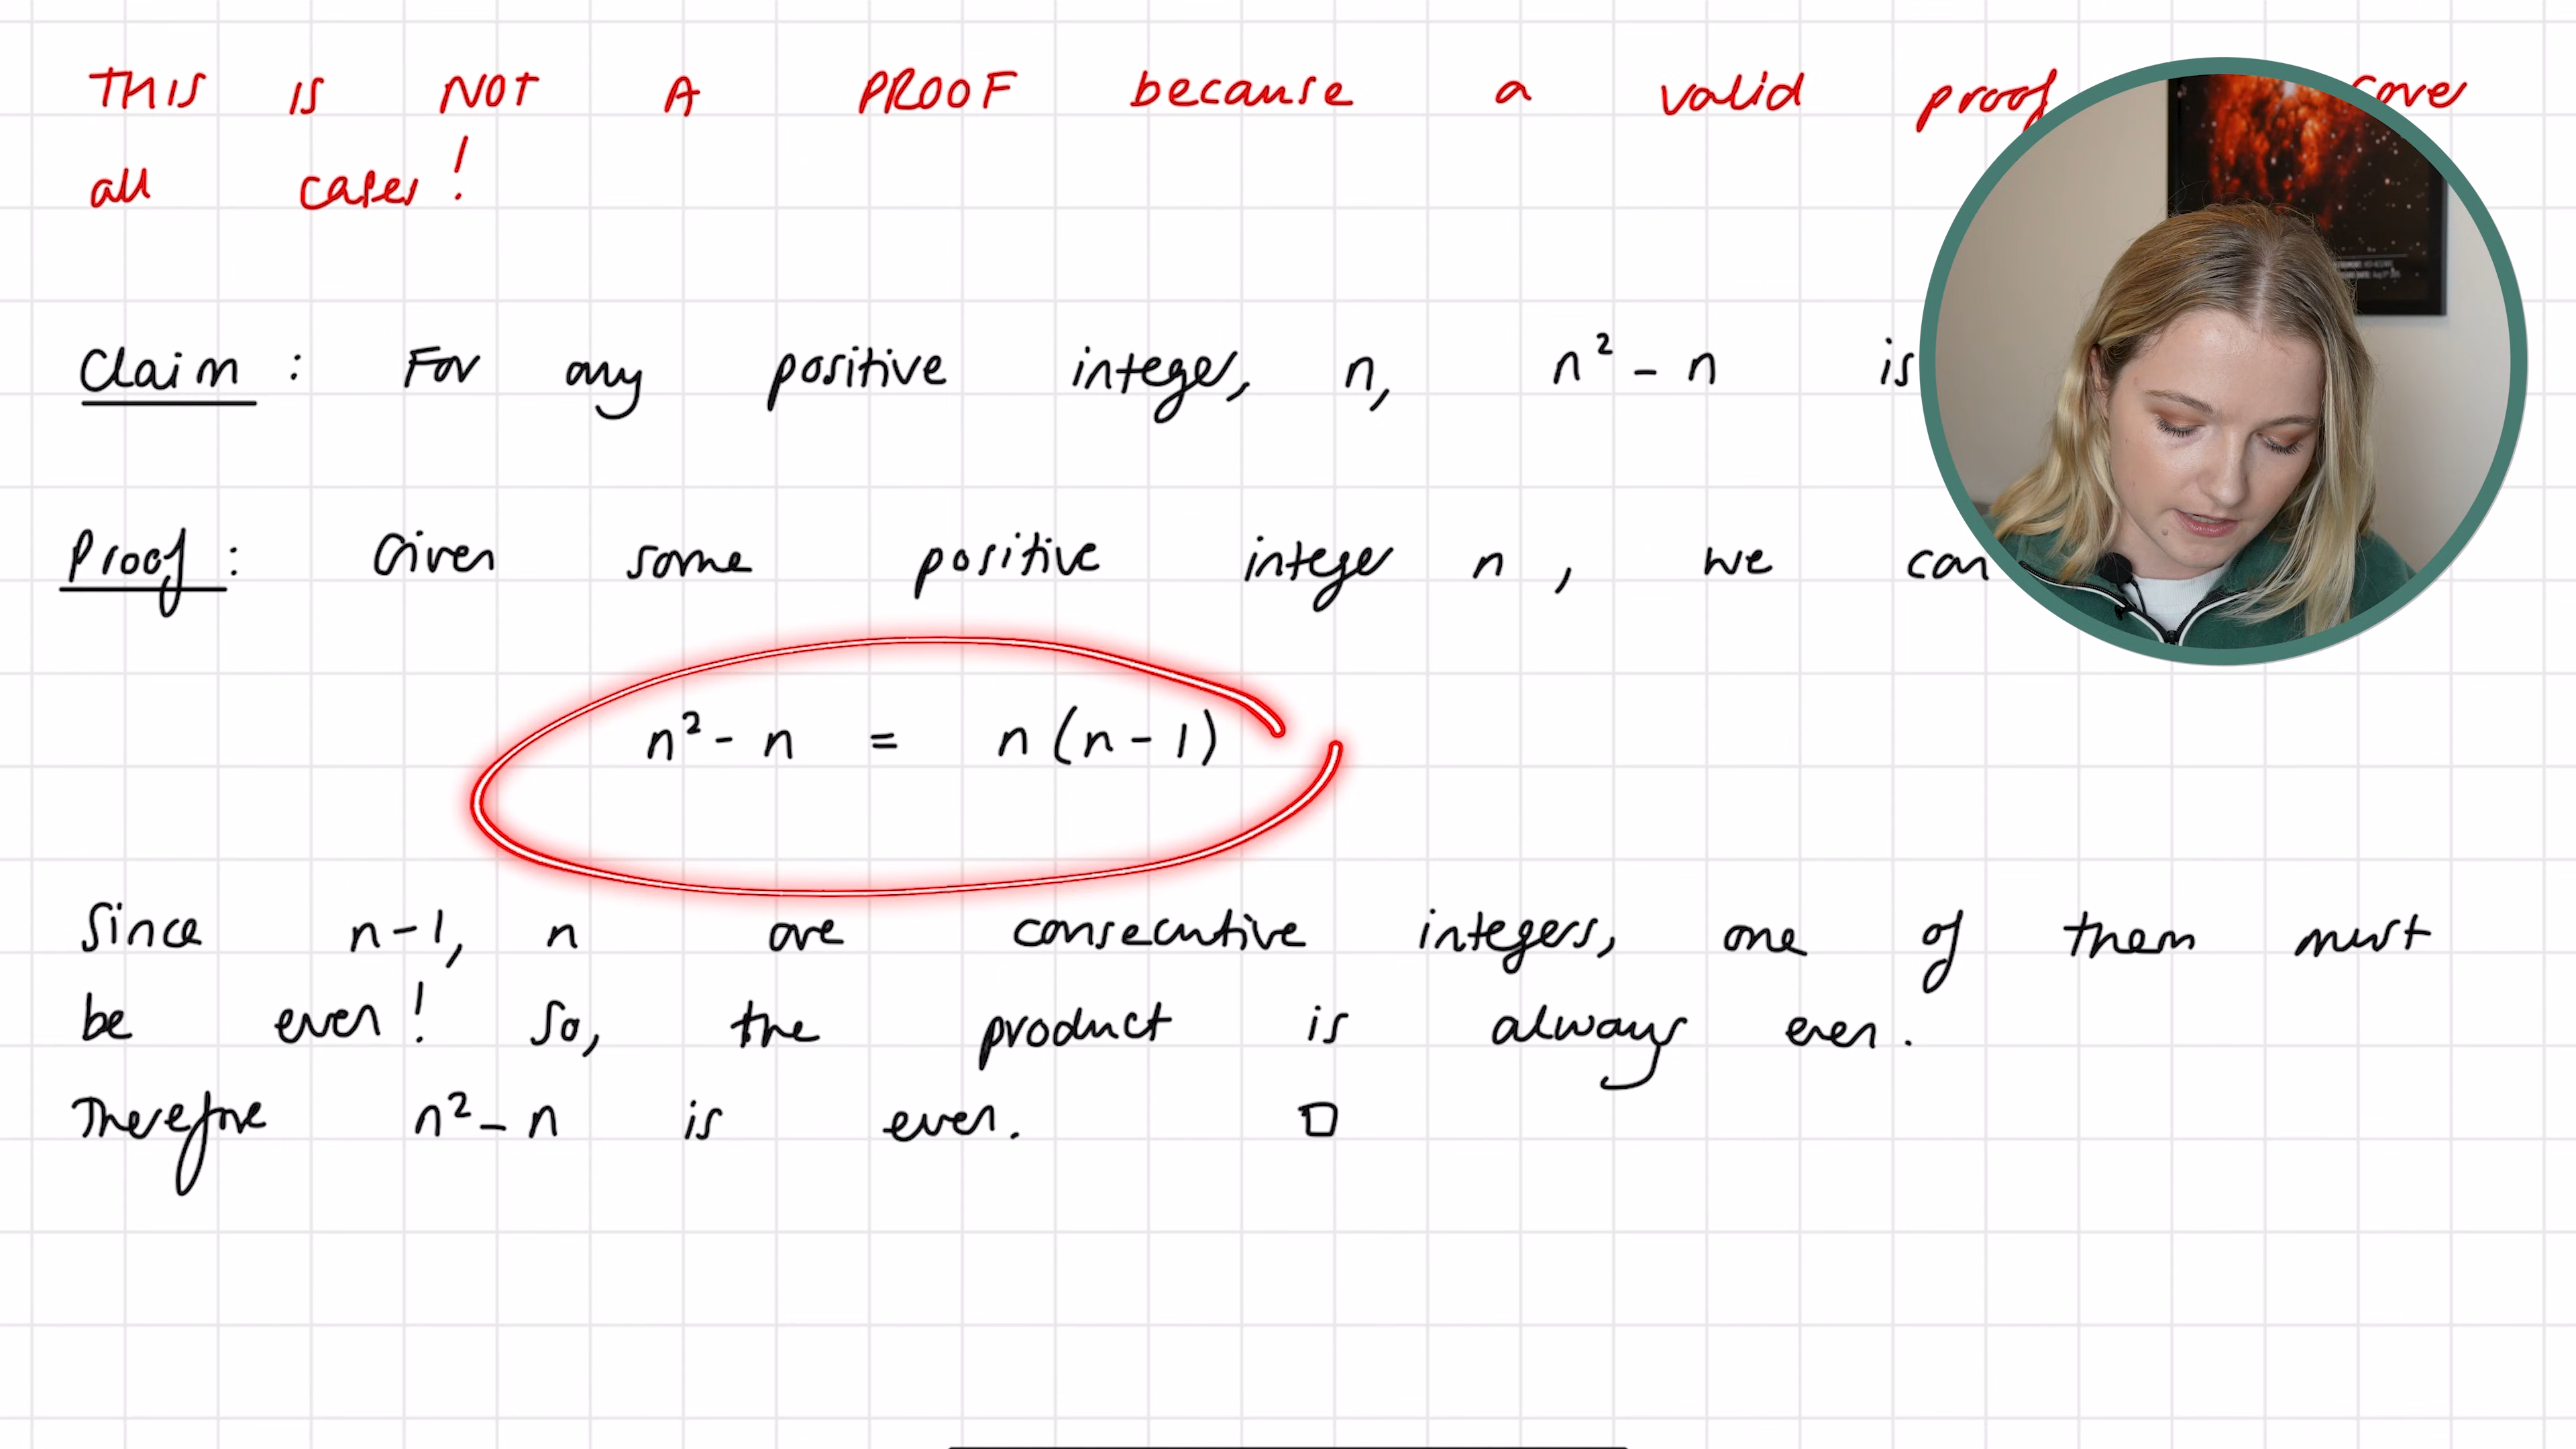 THIS IS NOT A PROOF because a valid proof cover
all cases!
Claim : For any positive integer, n, n² - n is
Proof : Given some positive integer n , we can
n² - n = n (n - 1)
Since n-1, n are consecutive integers, one of them must
be even! So, the product is always even.
Therefore n² - n is even. □